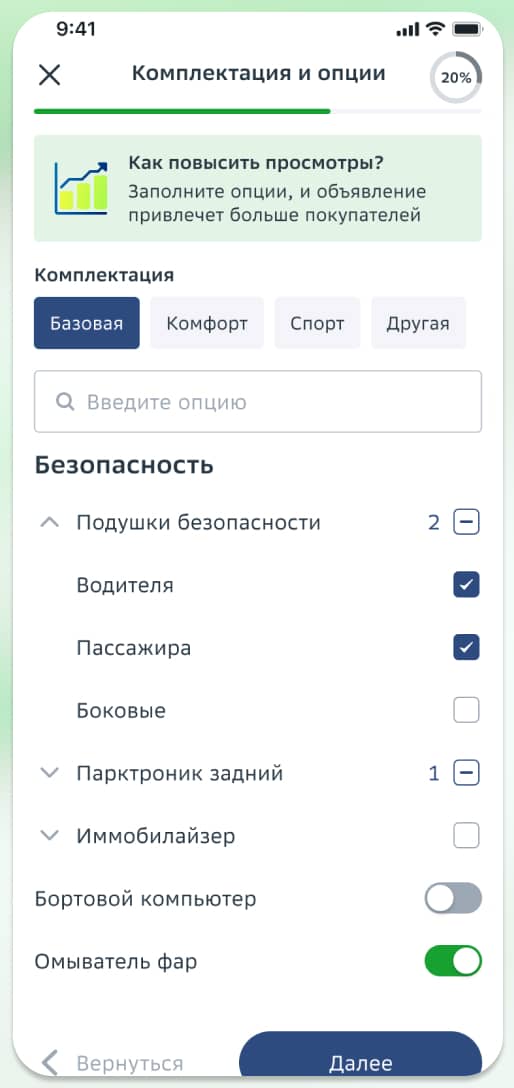 9:41
Комплектация и опции
20%
Как повысить просмотры?
Заполните опции, и объявление
привлечет больше покупателей
Комплектация
Базовая
Комфорт
Спорт
Другая
Введите опцию
Безопасность
Подушки безопасности 2
Водителя
Пассажира
Боковые
Парктроник задний 1
Иммобилайзер
Бортовой компьютер
Омыватель фар
Вернуться
Далее